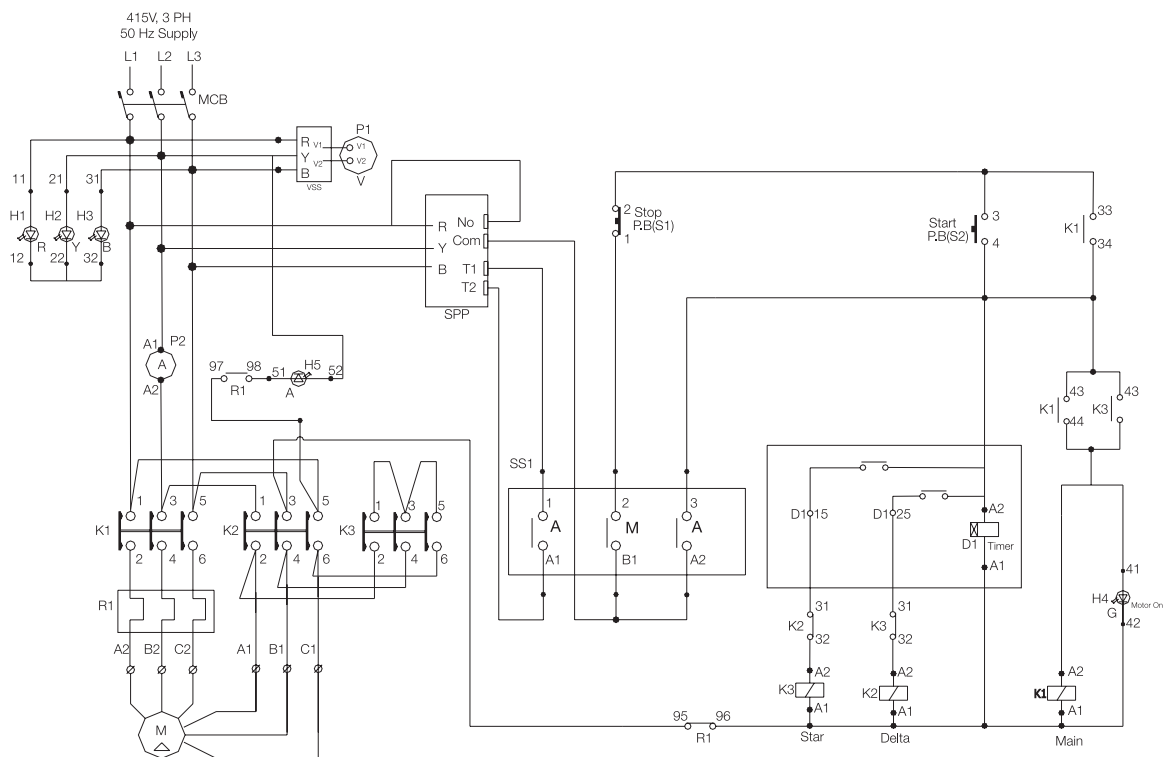 415V, 3 PH
50 Hz Supply
L1 L2 L3
MCB
P1
R V1 V1
Y V2 V2
B
VSS V
11 21 31
H1 H2 H3
R Y B
12 22 32
No
R Com
Y
B T1
T2
SPP
2 Stop
P.B(S1)
1
Start 3
P.B(S2)
4
33
K1
34
A1 P2
A
A2
97 98 51 H5 52
R1 A
43 43
K1 44 K3
SS1
1 3 5 1 3 5 1 3 5
K1 K2 K3
2 4 6 2 4 6 2 4 6
1 2 3
A M A
A1 B1 A2
D1 15 D1 25 A2
D1 Timer
A1
R1
A2 B2 C2 A1 B1 C1
M
31 31
K2 K3
32 32
41
H4 Motor On
G
42
A2 A2 A2
K3 K2 K1
A1 A1 A1
95 96
R1
Star Delta Main